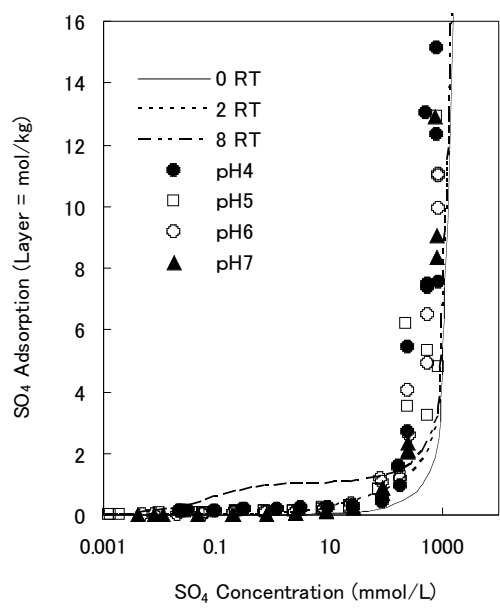 SO₄ Adsorption (Layer = mol/kg)
16
14
12
10
8
6
4
2
0
0 RT
2 RT
8 RT
pH4
pH5
pH6
pH7
0.001 0.1 10 1000
SO₄ Concentration (mmol/L)